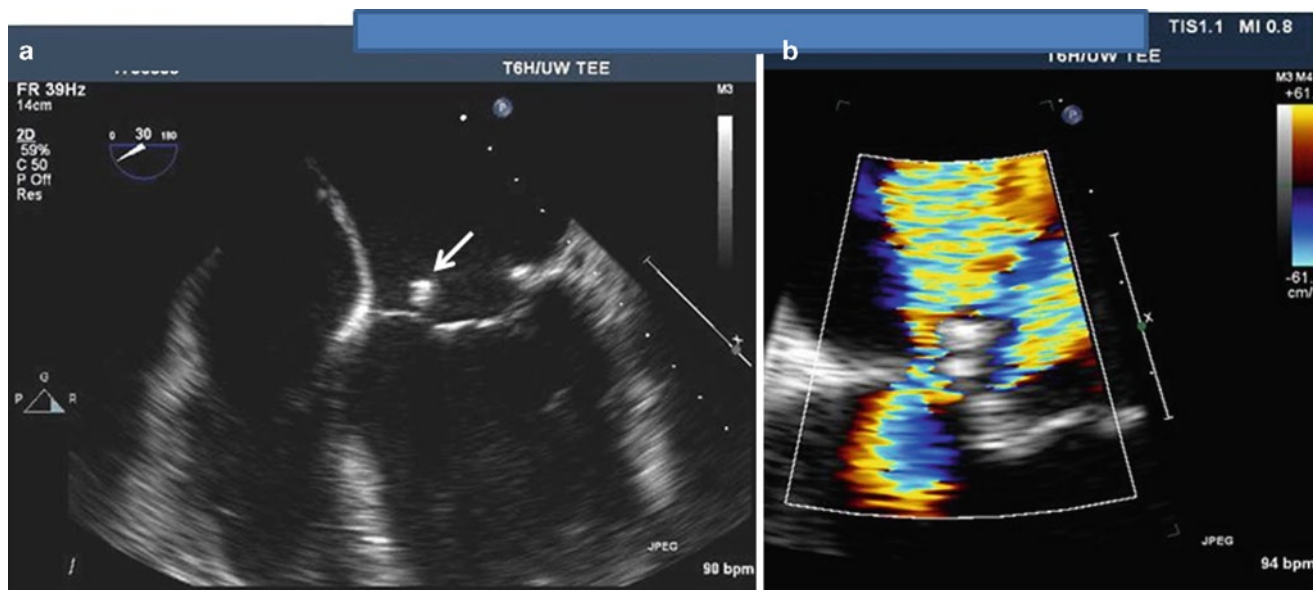 a
T6H/UW TEE
FR 39Hz
14cm
2D
59%
C 50
P Off
Res
0 30 180
P
M3
G
P R
JPEG
90 bpm
b
TIS1.1 MI 0.8
T6H/UW TEE
M3 M4
+61.
P
-61.
cm/
x
JPEG
94 bpm